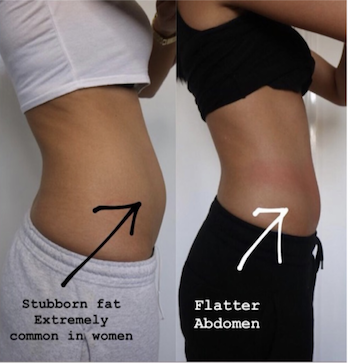 Stubborn fat
Extremely
common in women
Flatter
Abdomen